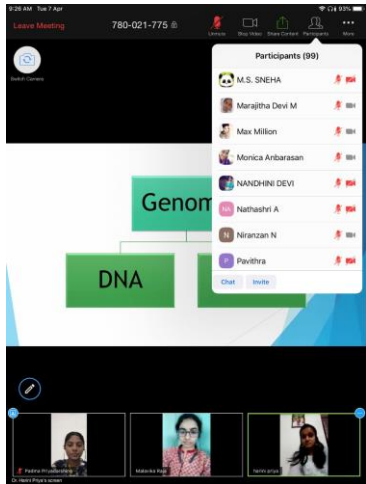 9:26 AM Tue 7 Apr
93%
Leave Meeting
780-021-775
Unmute
Stop Video
Share Content
Participants
More
Switch Camera
Participants (99)
M.S. SNEHA
Marajitha Devi M
Max Million
Monica Anbarasan
NANDHINI DEVI
NA
Nathashri A
N
Niranzan N
P
Pavithra
Chat
Invite
Genom
DNA
Padma Priyadarshini
Malavika Raja
harini priya
Dr. Harini Priya's screen